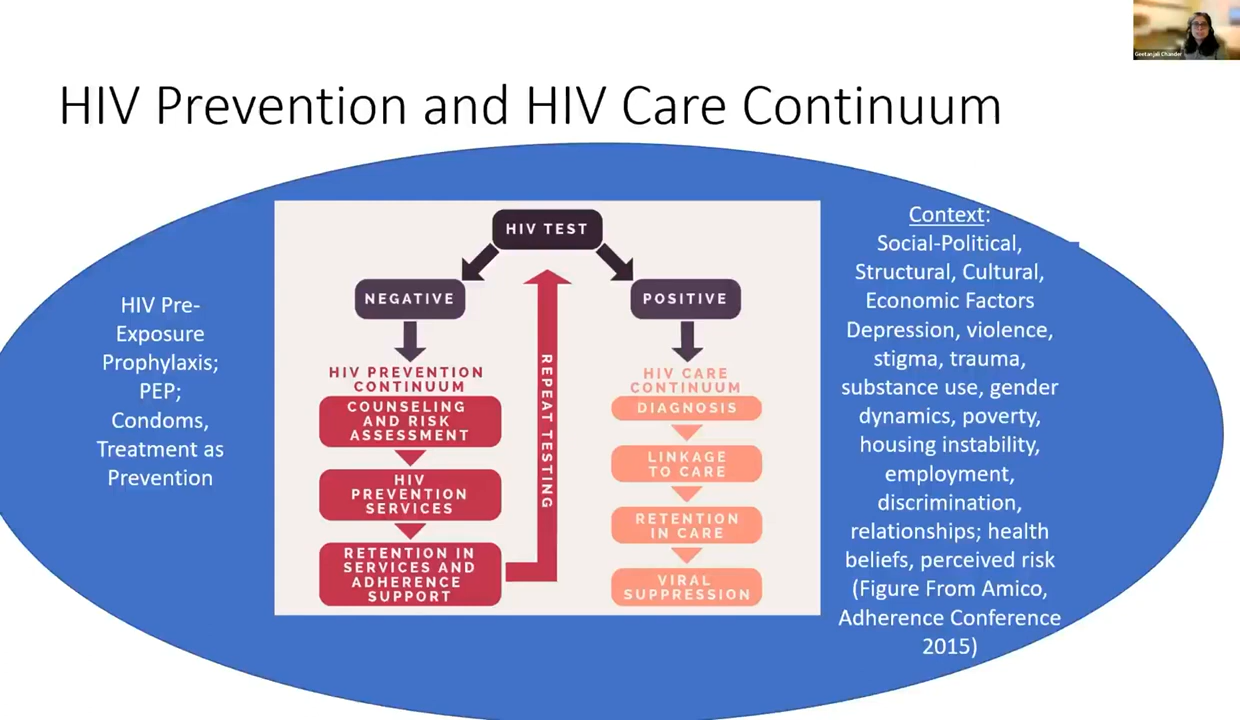 Geetanjali Chander
HIV Prevention and HIV Care Continuum
HIV Pre-
Exposure
Prophylaxis;
PEP;
Condoms,
Treatment as
Prevention
HIV TEST
NEGATIVE
POSITIVE
HIV PREVENTION
CONTINUUM
COUNSELING
AND RISK
ASSESSMENT
HIV
PREVENTION
SERVICES
RETENTION IN
SERVICES AND
ADHERENCE
SUPPORT
REPEAT TESTING
HIV CARE
CONTINUUM
DIAGNOSIS
LINKAGE
TO CARE
RETENTION
IN CARE
VIRAL
SUPPRESSION
Context:
Social-Political,
Structural, Cultural,
Economic Factors
Depression, violence,
stigma, trauma,
substance use, gender
dynamics, poverty,
housing instability,
employment,
discrimination,
relationships; health
beliefs, perceived risk
(Figure From Amico,
Adherence Conference
2015)